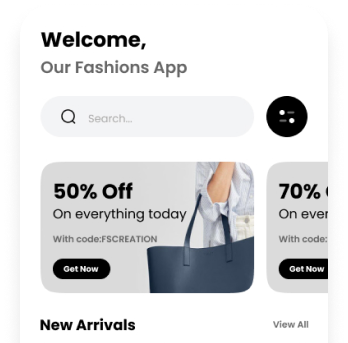 Welcome,
Our Fashions App
Search...
50% Off
On everything today
With code:FSCREATION
Get Now
70%
On ever
With code:
Get Now
New Arrivals
View All